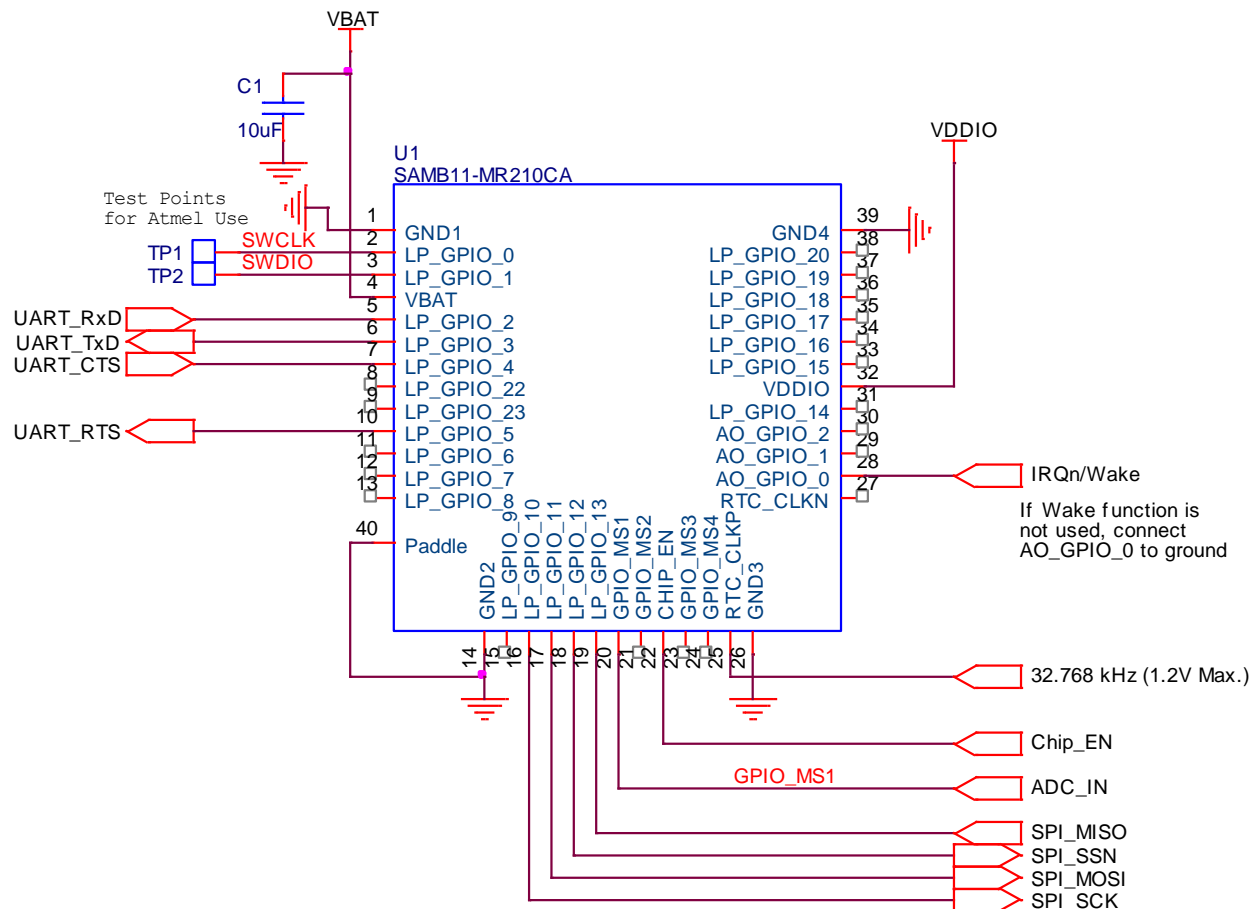 VBAT
C1
10uF
VDDIO
U1
SAMB11-MR210CA
Test Points
for Atmel Use
TP1
SWCLK
TP2
SWDIO
UART_RxD
UART_TxD
UART_CTS
UART_RTS
1
GND1
2
LP_GPIO_0
3
LP_GPIO_1
4
VBAT
5
LP_GPIO_2
6
LP_GPIO_3
7
LP_GPIO_4
8
LP_GPIO_22
9
LP_GPIO_23
10
LP_GPIO_5
11
LP_GPIO_6
12
LP_GPIO_7
13
LP_GPIO_8
40
Paddle
39
GND4
38
LP_GPIO_20
37
LP_GPIO_19
36
LP_GPIO_18
35
LP_GPIO_17
34
LP_GPIO_16
33
LP_GPIO_15
32
VDDIO
31
LP_GPIO_14
30
AO_GPIO_2
29
AO_GPIO_1
28
AO_GPIO_0
27
RTC_CLKN
GND2
LP_GPIO_9
LP_GPIO_10
LP_GPIO_11
LP_GPIO_12
LP_GPIO_13
GPIO_MS1
GPIO_MS2
CHIP_EN
GPIO_MS3
GPIO_MS4
RTC_CLKP
GND3
14
15
16
17
18
19
20
21
22
23
24
25
26
IRQn/Wake
If Wake function is
not used, connect
AO_GPIO_0 to ground
32.768 kHz (1.2V Max.)
Chip_EN
GPIO_MS1
ADC_IN
SPI_MISO
SPI_SSN
SPI_MOSI
SPI_SCK